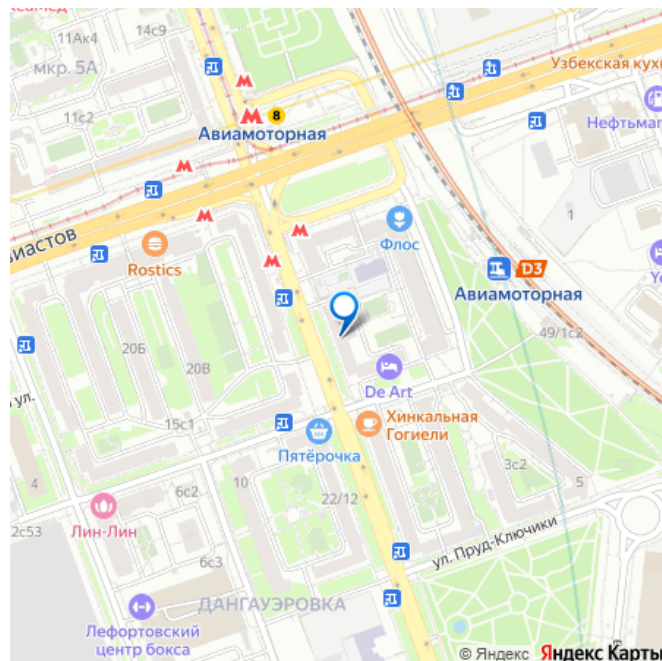 14с9
11Ак4
мкр. 5А
11с2
8
Авиамоторная
Узбекская кух
Нефтьмаг
1
виастов
Rostics
Флос
D3
Авиамоторная
49/1с2
20Б
20В
De Art
ул.
15с1
Хинкальная
Гогиели
Пятёрочка
4
6с2
10
22/12
3с2
5
2с53
Лин-Лин
6с3
ул. Пруд-Ключики
ДАНГАУЭРОВКА
Лефортовский
центр бокса
© Яндекс Яндекс Карты